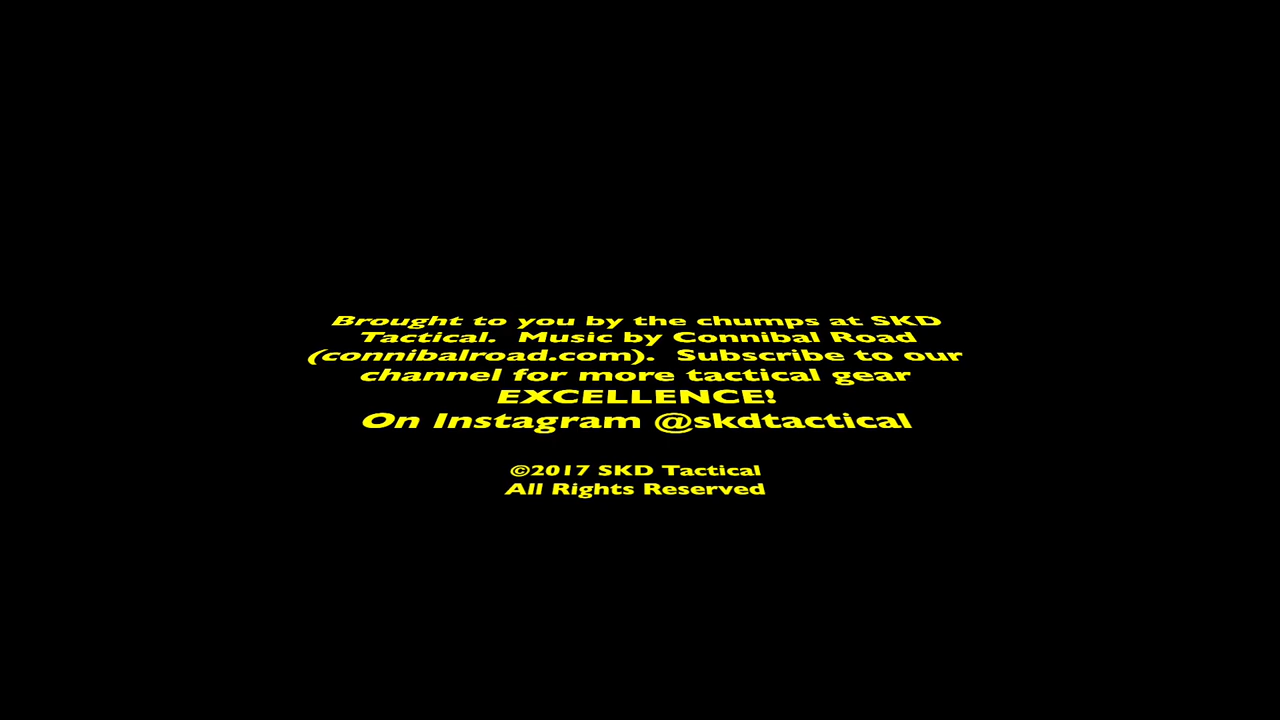 Brought to you by the chumps at SKD
Tactical.  Music by Connibal Road
(connibalroad.com).  Subscribe to our
channel for more tactical gear
EXCELLENCE!
On Instagram @skdtactical
©2017 SKD Tactical
All Rights Reserved